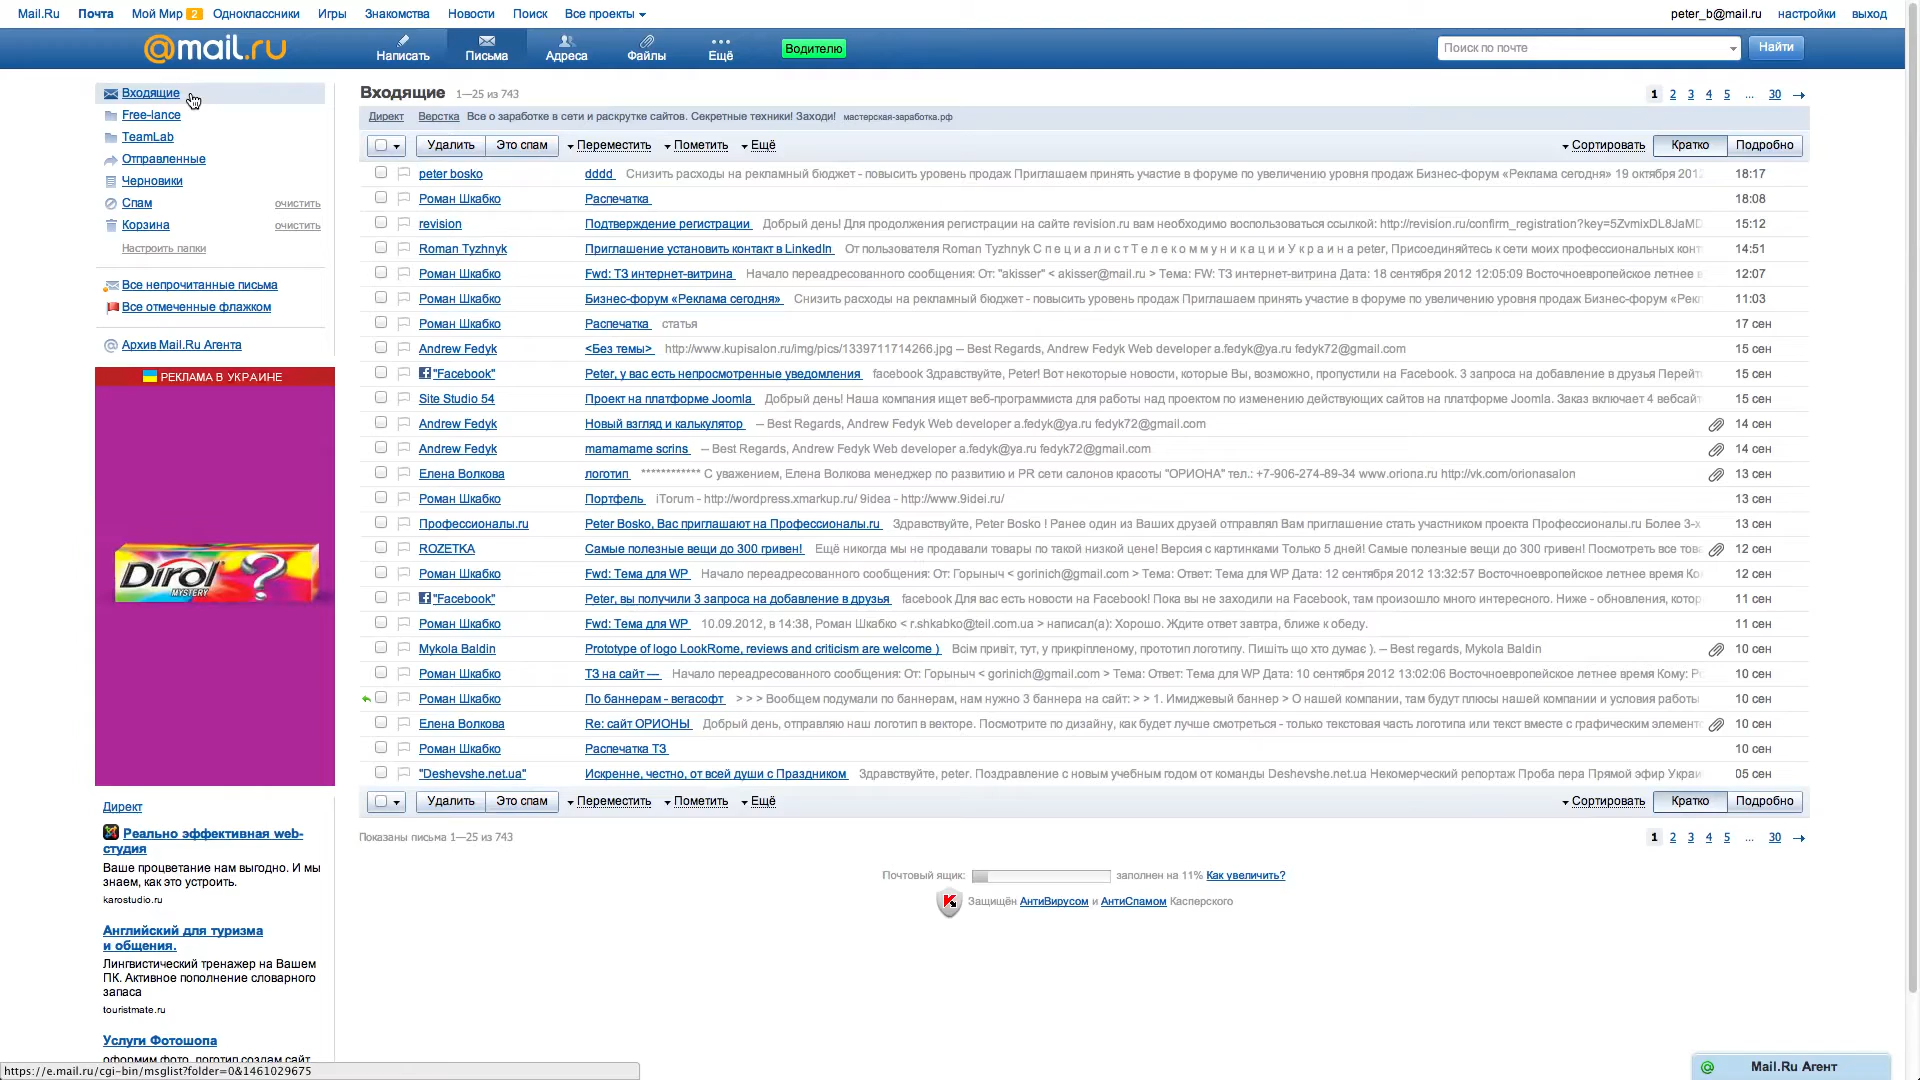 Mail.Ru Почта Мой Мир 2 Одноклассники Игры Знакомства Новости Поиск Все проекты peter_b@mail.ru настройки выход
@mail.ru Написать Письма Адреса Файлы Ещё Водителю Поиск по почте Найти
Входящие
Free-lance
TeamLab
Отправленные
Черновики
Спам очистить
Корзина очистить
Настроить папки
Все непрочитанные письма
Все отмеченные флажком
Архив Mail.Ru Агента
РЕКЛАМА В УКРАИНЕ
Dirol ?
MYSTERY
Директ
Реально эффективная web-
студия
Ваше процветание нам выгодно. И мы
знаем, как это устроить.
karostudio.ru
Английский для туризма
и общения.
Лингвистический тренажер на Вашем
ПК. Активное пополнение словарного
запаса
touristmate.ru
Услуги Фотошопа
оформим фото, логотип создам сайт
Входящие 1—25 из 743 1 2 3 4 5 ... 30 →
Директ Верстка Все о заработке в сети и раскрутке сайтов. Секретные техники! Заходи! мастерская-заработка.рф
Удалить Это спам Переместить Пометить Ещё Сортировать Кратко Подробно
peter bosko dddd Снизить расходы на рекламный бюджет - повысить уровень продаж Приглашаем принять участие в форуме по увеличению уровня продаж Бизнес-форум «Реклама сегодня» 19 октября 2012 18:17
Роман Шкабко Распечатка 18:08
revision Подтверждение регистрации Добрый день! Для продолжения регистрации на сайте revision.ru вам необходимо воспользоваться ссылкой: http://revision.ru/confirm_registration?key=5ZvmixDL8JaMD 15:12
Roman Tyzhnyk Приглашение установить контакт в LinkedIn От пользователя Roman Tyzhnyk С п е ц и а л и с т Т е л е к о м м у н и к а ц и и У к р а и н а peter, Присоединяйтесь к сети моих профессиональных конт 14:51
Роман Шкабко Fwd: ТЗ интернет-витрина Начало переадресованного сообщения: От: "akisser" < akisser@mail.ru > Тема: FW: ТЗ интернет-витрина Дата: 18 сентября 2012 12:05:09 Восточноевропейское летнее в 12:07
Роман Шкабко Бизнес-форум «Реклама сегодня» Снизить расходы на рекламный бюджет - повысить уровень продаж Приглашаем принять участие в форуме по увеличению уровня продаж Бизнес-форум «Рекл 11:03
Роман Шкабко Распечатка статья 17 сен
Andrew Fedyk <Без темы> http://www.kupisalon.ru/img/pics/1339711714266.jpg -- Best Regards, Andrew Fedyk Web developer a.fedyk@ya.ru fedyk72@gmail.com 15 сен
"Facebook" Peter, у вас есть непросмотренные уведомления facebook Здравствуйте, Peter! Вот некоторые новости, которые Вы, возможно, пропустили на Facebook. 3 запроса на добавление в друзья Перейт 15 сен
Site Studio 54 Проект на платформе Joomla Добрый день! Наша компания ищет веб-программиста для работы над проектом по изменению действующих сайтов на платформе Joomla. Заказ включает 4 вебсайт 15 сен
Andrew Fedyk Новый взгляд и калькулятор -- Best Regards, Andrew Fedyk Web developer a.fedyk@ya.ru fedyk72@gmail.com 14 сен
Andrew Fedyk mamamame scrins -- Best Regards, Andrew Fedyk Web developer a.fedyk@ya.ru fedyk72@gmail.com 14 сен
Елена Волкова логотип ************ С уважением, Елена Волкова менеджер по развитию и PR сети салонов красоты "ОРИОНА" тел.: +7-906-274-89-34 www.oriona.ru http://vk.com/orionasalon 13 сен
Роман Шкабко Портфель iTorum - http://wordpress.xmarkup.ru/ 9idea - http://www.9idei.ru/ 13 сен
Профессионалы.ru Peter Bosko, Вас приглашают на Профессионалы.ru Здравствуйте, Peter Bosko ! Ранее один из Ваших друзей отправлял Вам приглашение стать участником проекта Профессионалы.ru Более 3-х 13 сен
ROZETKA Самые полезные вещи до 300 гривен! Ещё никогда мы не продавали товары по такой низкой цене! Версия с картинками Только 5 дней! Самые полезные вещи до 300 гривен! Посмотреть все това 12 сен
Роман Шкабко Fwd: Тема для WP Начало переадресованного сообщения: От: Горыныч < gorinich@gmail.com > Тема: Ответ: Тема для WP Дата: 12 сентября 2012 13:32:57 Восточноевропейское летнее время Ко 12 сен
"Facebook" Peter, вы получили 3 запроса на добавление в друзья facebook Для вас есть новости на Facebook! Пока вы не заходили на Facebook, там произошло много интересного. Ниже - обновления, котор 11 сен
Роман Шкабко Fwd: Тема для WP 10.09.2012, в 14:38, Роман Шкабко < r.shkabko@teil.com.ua > написал(а): Хорошо. Ждите ответ завтра, ближе к обеду. 11 сен
Mykola Baldin Prototype of logo LookRome, reviews and criticism are welcome ) Всім привіт, тут, у прикріпленому, прототип логотипу. Пишіть що хто думає ). -- Best regards, Mykola Baldin 10 сен
Роман Шкабко ТЗ на сайт — Начало переадресованного сообщения: От: Горыныч < gorinich@gmail.com > Тема: Ответ: Тема для WP Дата: 10 сентября 2012 13:02:06 Восточноевропейское летнее время Кому: Р 10 сен
Роман Шкабко По баннерам - вегасофт > > > Вообщем подумали по баннерам, нам нужно 3 баннера на сайт: > > 1. Имиджевый баннер > О нашей компании, там будут плюсы нашей компании и условия работы 10 сен
Елена Волкова Re: сайт ОРИОНЫ Добрый день, отправляю наш логотип в векторе. Посмотрите по дизайну, как будет лучше смотреться - только текстовая часть логотипа или текст вместе с графическим элемент 10 сен
Роман Шкабко Распечатка ТЗ 10 сен
"Deshevshe.net.ua" Искренне, честно, от всей души с Праздником Здравствуйте, peter. Поздравление с новым учебным годом от команды Deshevshe.net.ua Некоммерческий репортаж Проба пера Прямой эфир Украи 05 сен
Удалить Это спам Переместить Пометить Ещё Сортировать Кратко Подробно
Показаны письма 1—25 из 743 1 2 3 4 5 ... 30 →
Почтовый ящик: заполнен на 11% Как увеличить?
Защищён АнтиВирусом и АнтиСпамом Касперского
https://e.mail.ru/cgi-bin/msglist?folder=0&1461029675
@ Mail.Ru Агент